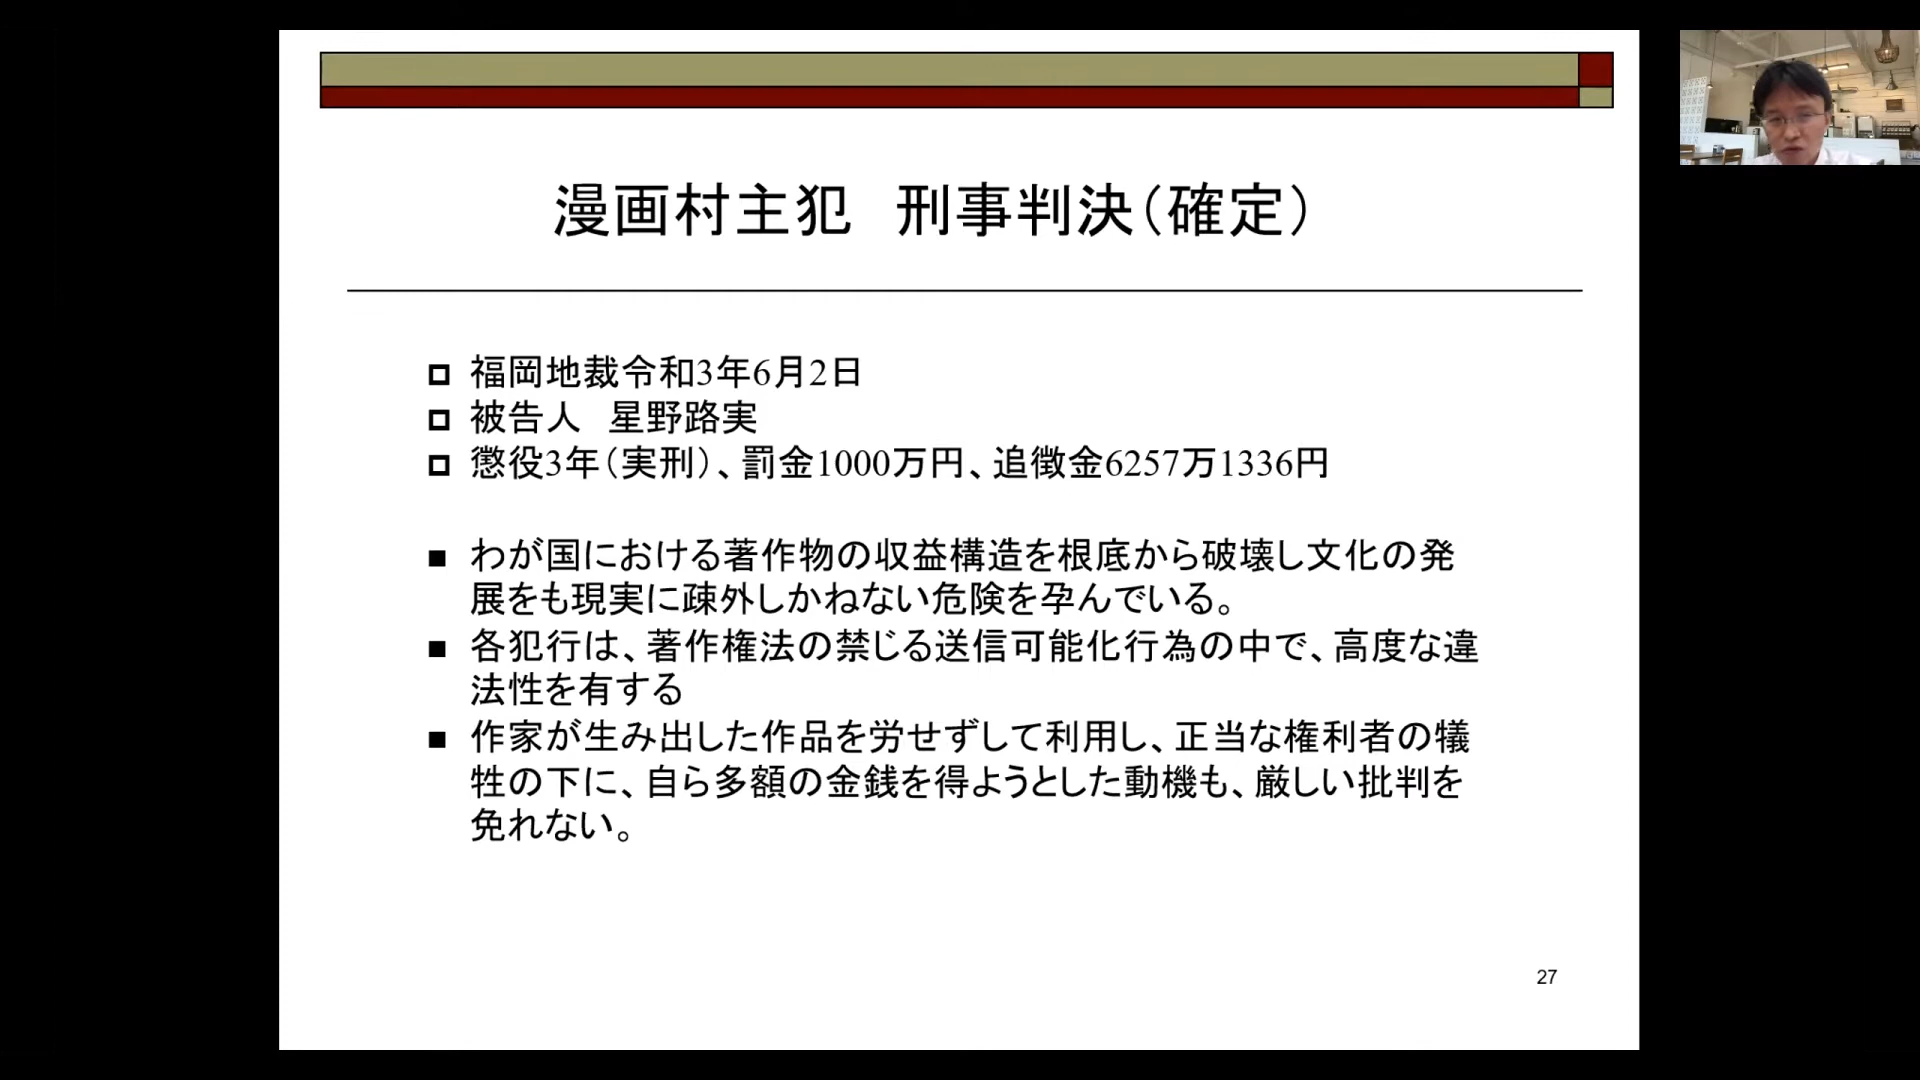 漫画村主犯　刑事判決（確定）
福岡地裁令和3年6月2日
被告人　星野路実
懲役3年（実刑）、罰金1000万円、追徴金6257万1336円
わが国における著作物の収益構造を根底から破壊し文化の発
展をも現実に疎外しかねない危険を孕んでいる。
各犯行は、著作権法の禁じる送信可能化行為の中で、高度な違
法性を有する
作家が生み出した作品を労せずして利用し、正当な権利者の犠
牲の下に、自ら多額の金銭を得ようとした動機も、厳しい批判を
免れない。
27